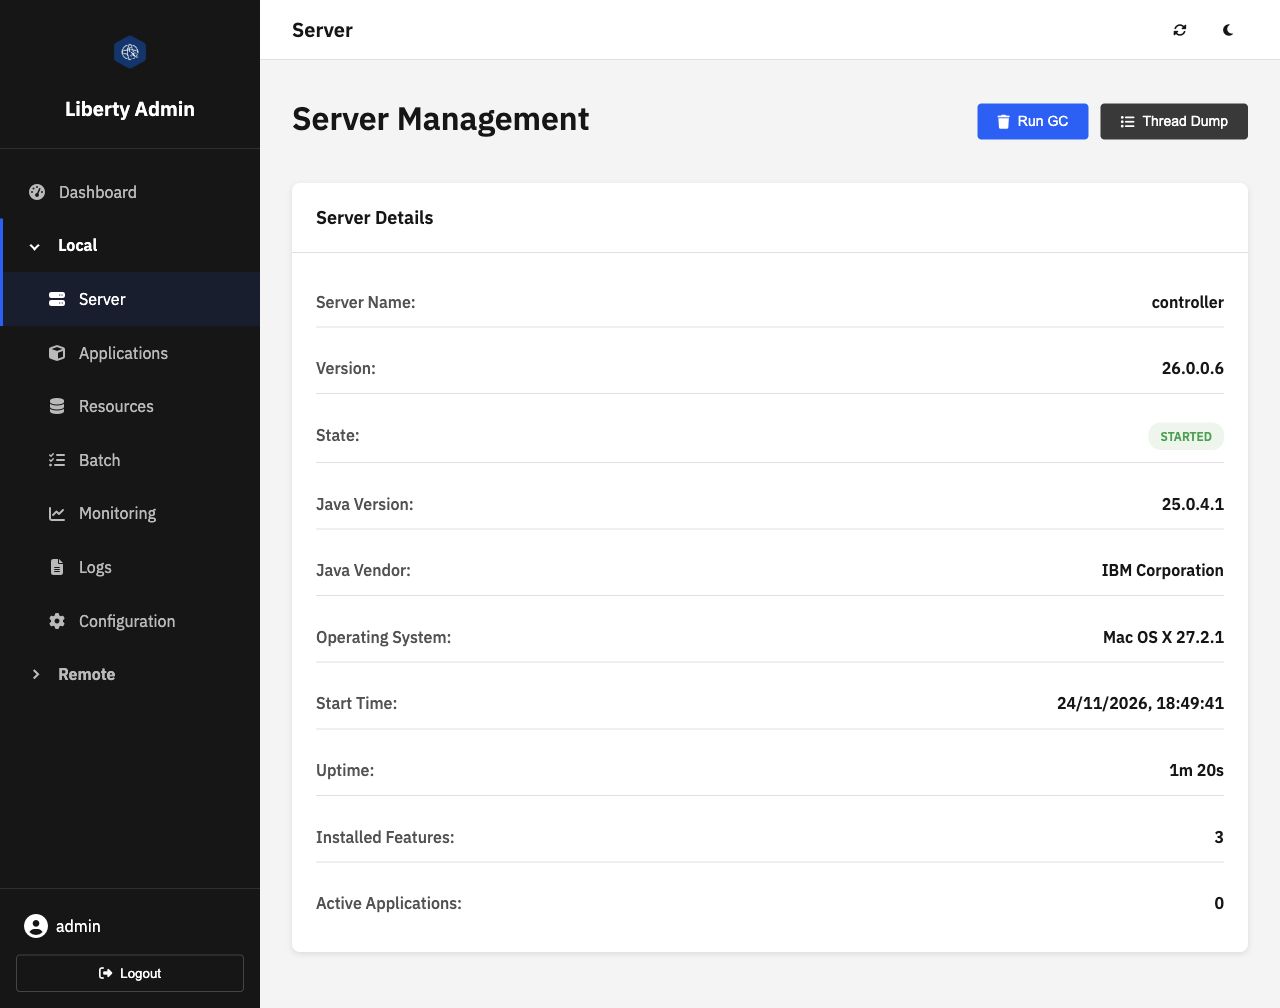 Liberty Admin
Dashboard
Local
Server
Applications
Resources
Batch
Monitoring
Logs
Configuration
Remote
admin
Logout
Server
Server Management
Run GC
Thread Dump
Server Details
Server Name: controller
Version: 26.0.0.6
State: STARTED
Java Version: 25.0.4.1
Java Vendor: IBM Corporation
Operating System: Mac OS X 27.2.1
Start Time: 24/11/2026, 18:49:41
Uptime: 1m 20s
Installed Features: 3
Active Applications: 0